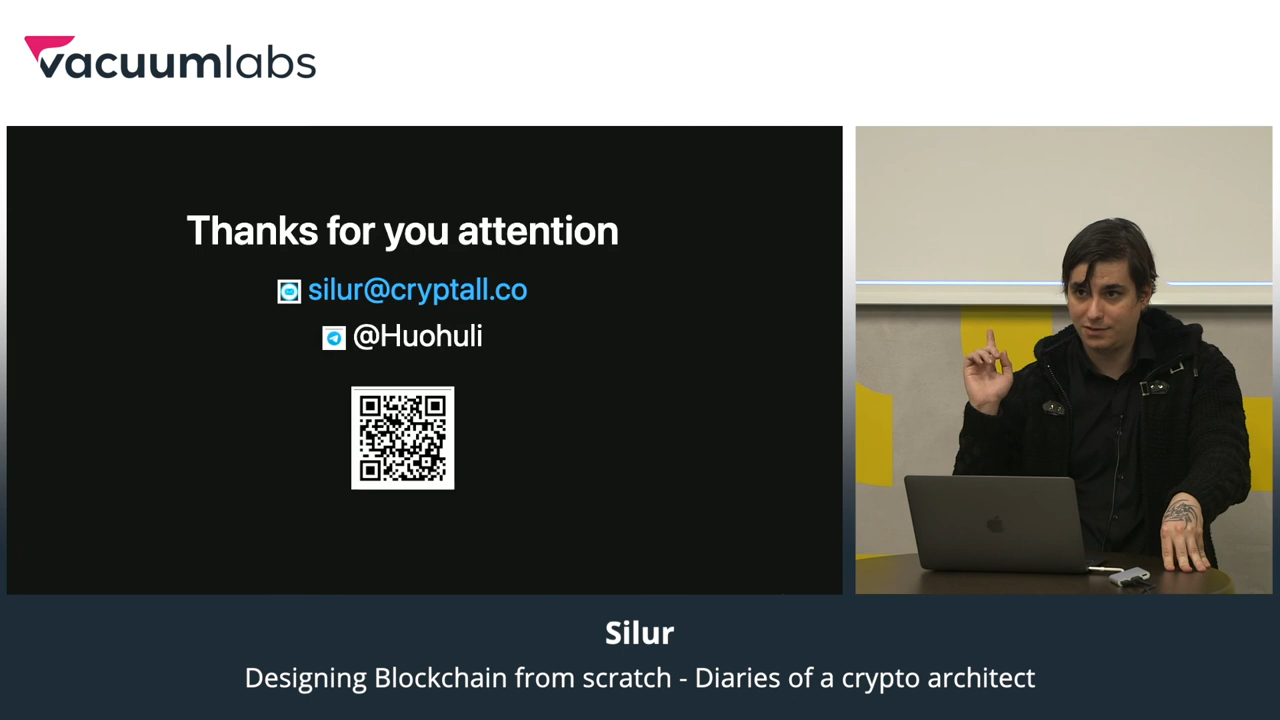 vacuumlabs
Thanks for you attention
silur@cryptall.co
@Huohuli
Silur
Designing Blockchain from scratch - Diaries of a crypto architect